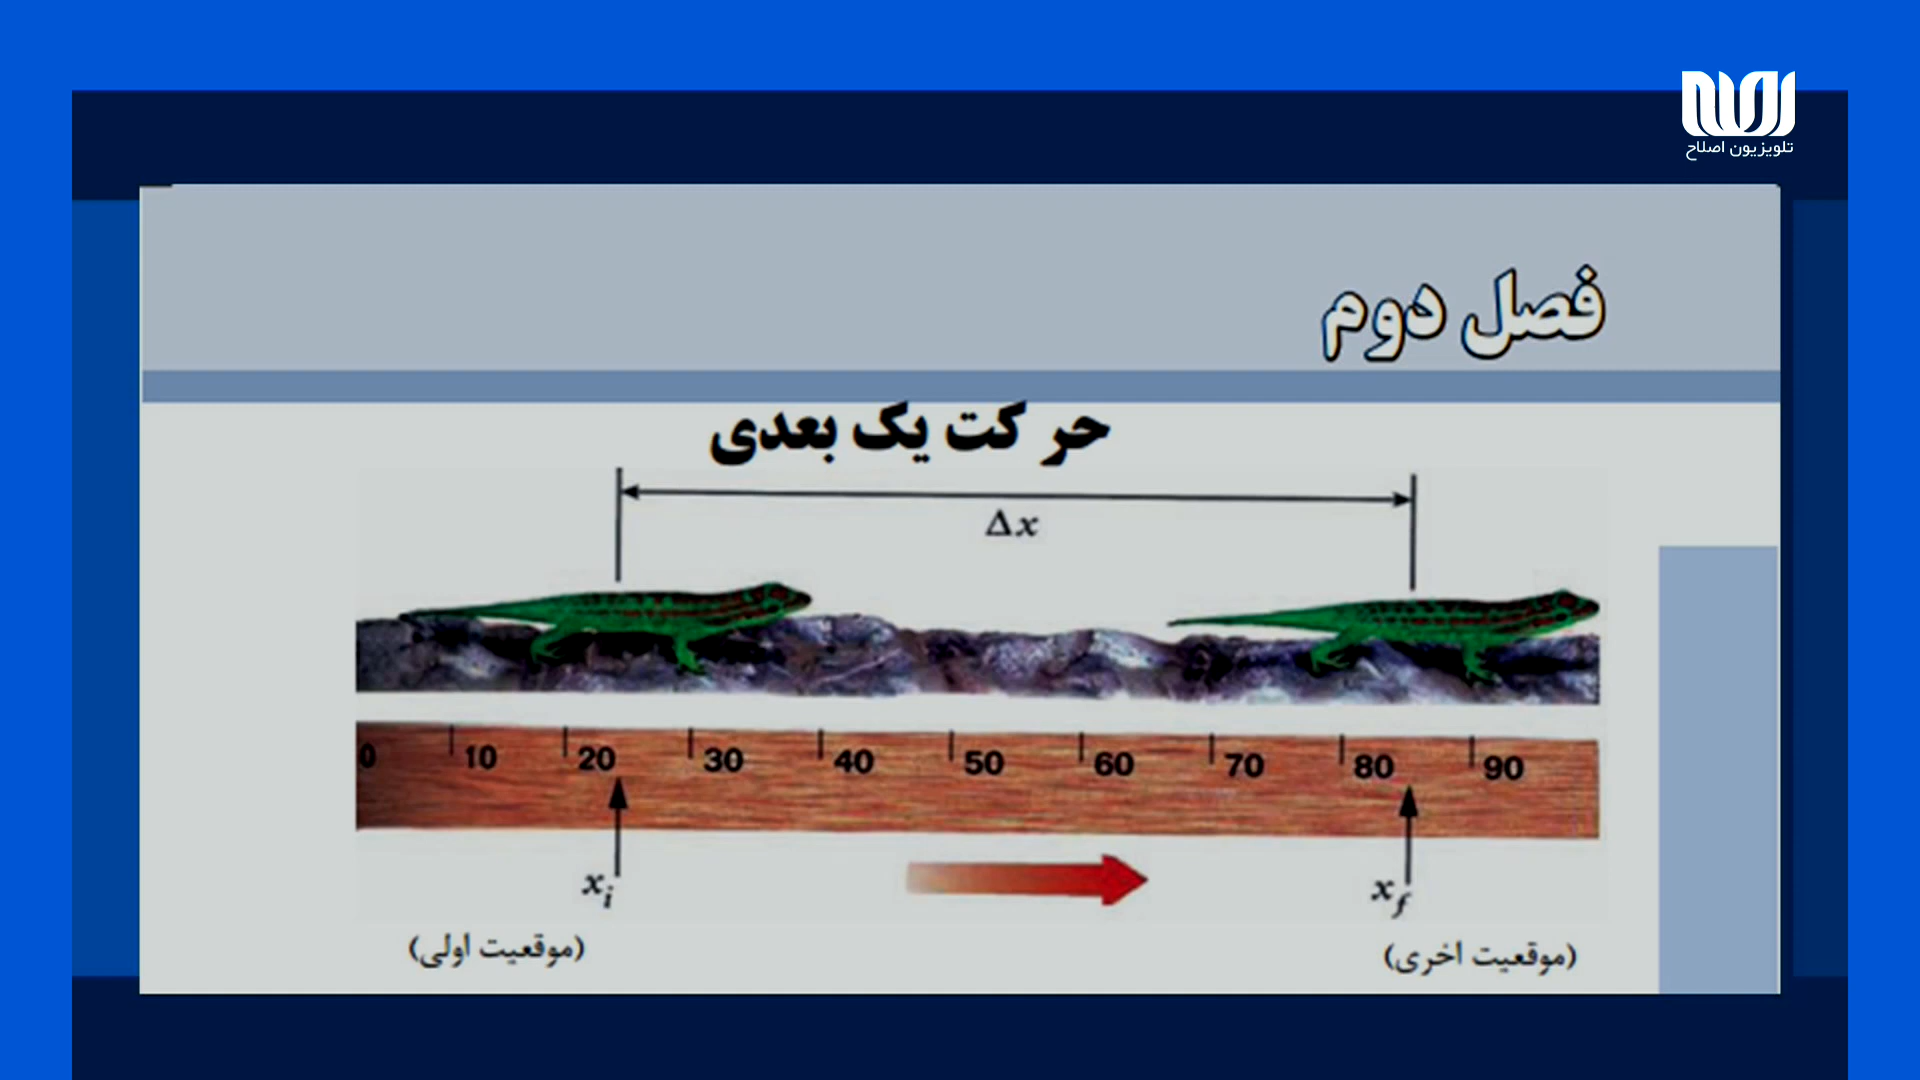 تلویزیون اصلاح
فصل دوم
حرکت یک بعدی
Δx
0 10 20 30 40 50 60 70 80 90
xi xf
(موقعیت اولی) (موقعیت اخری)